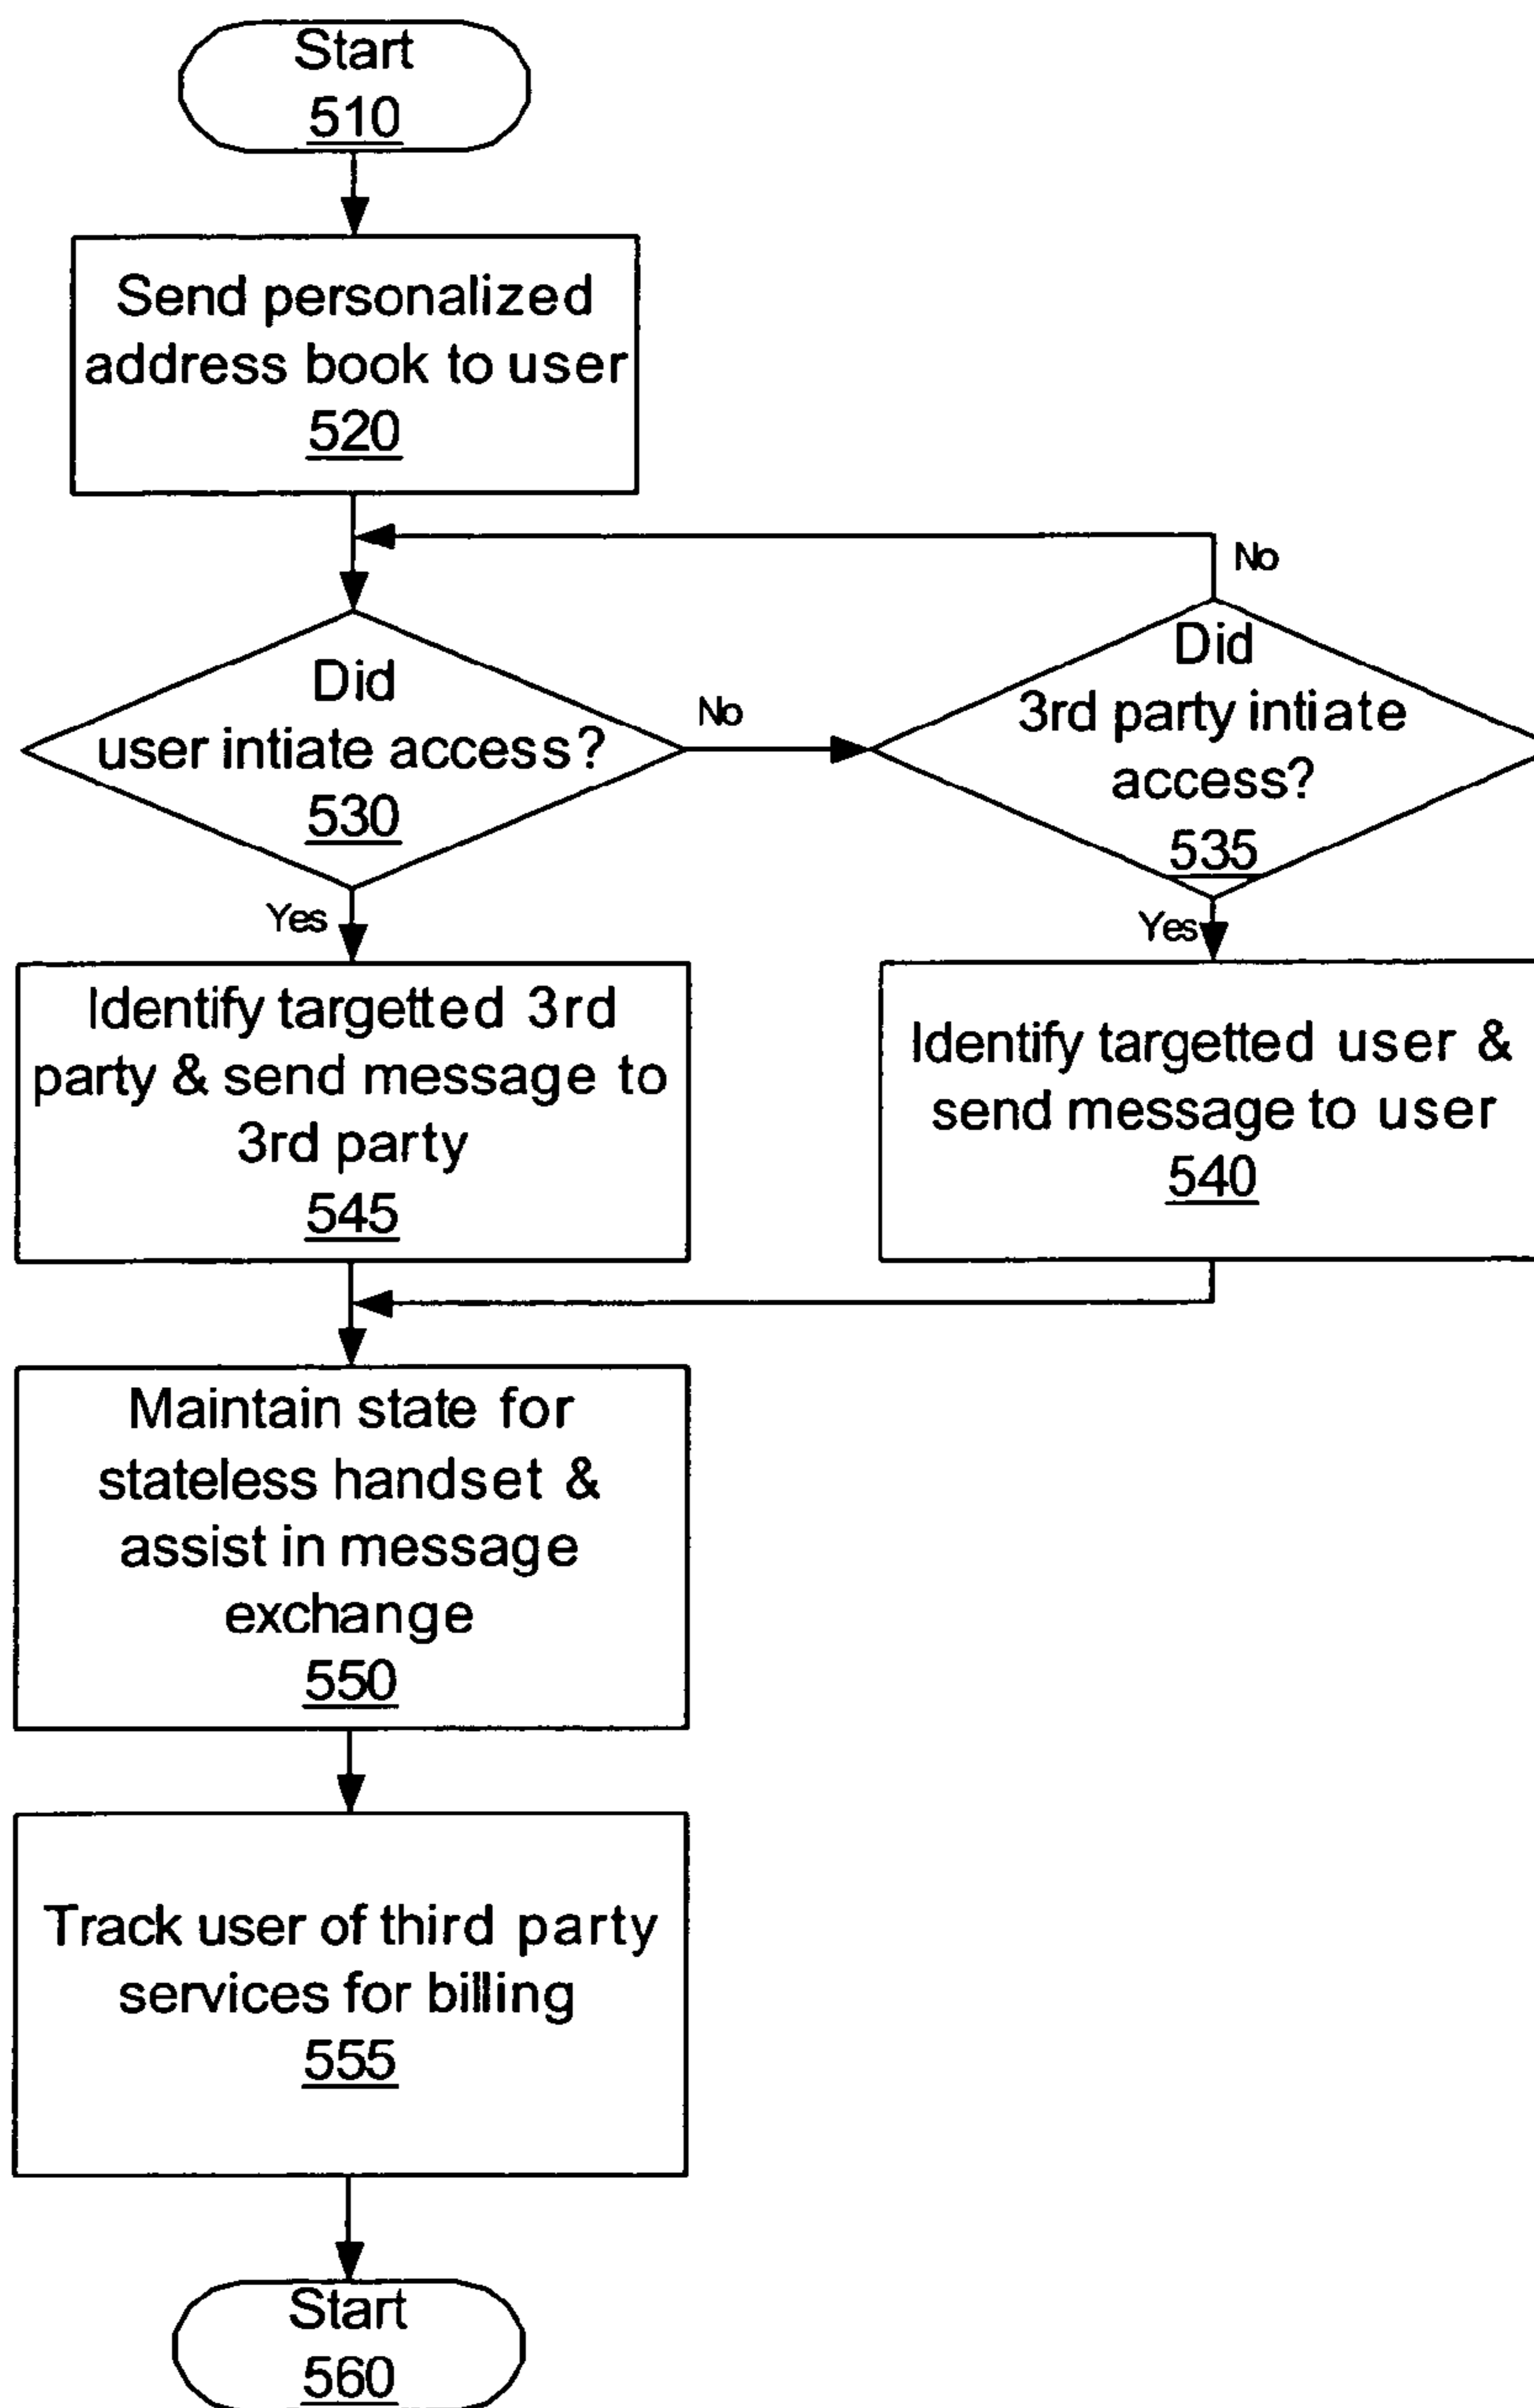 Start
510
Send personalized
address book to user
520
No
Did
user intiate access?
530
No
Did
3rd party intiate
access?
535
Yes
Yes
Identify targetted 3rd
party & send message to
3rd party
545
Identify targetted user &
send message to user
540
Maintain state for
stateless handset &
assist in message
exchange
550
Track user of third party
services for billing
555
Start
560